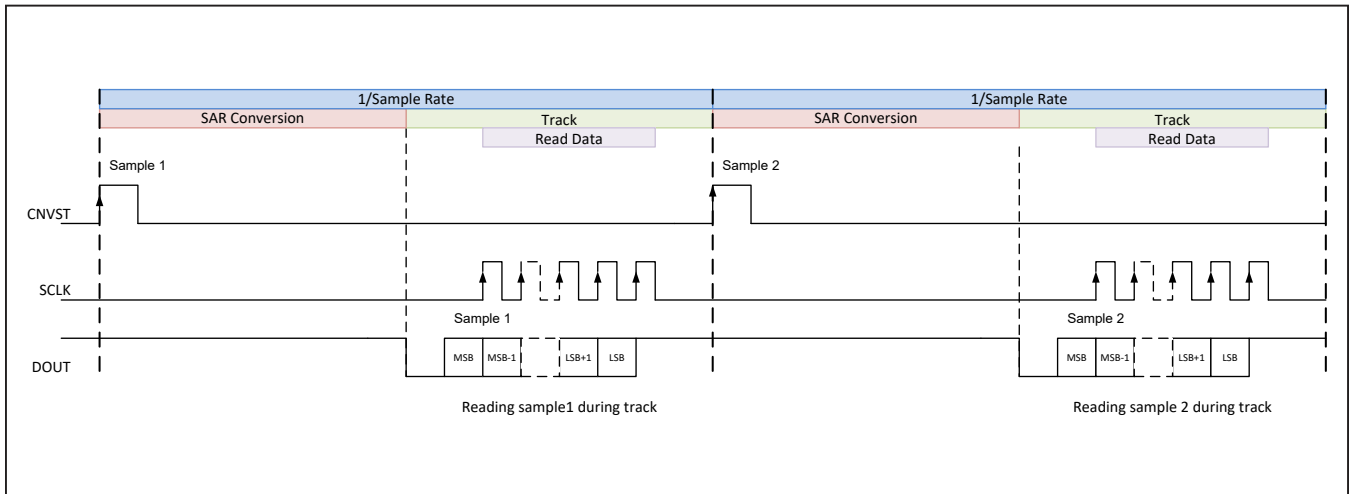 1/Sample Rate 1/Sample Rate
SAR Conversion Track SAR Conversion Track
Read Data Read Data
Sample 1 Sample 2
CNVST
SCLK
Sample 1 Sample 2
DOUT MSB MSB-1 LSB+1 LSB MSB MSB-1 LSB+1 LSB
Reading sample1 during track Reading sample 2 during track